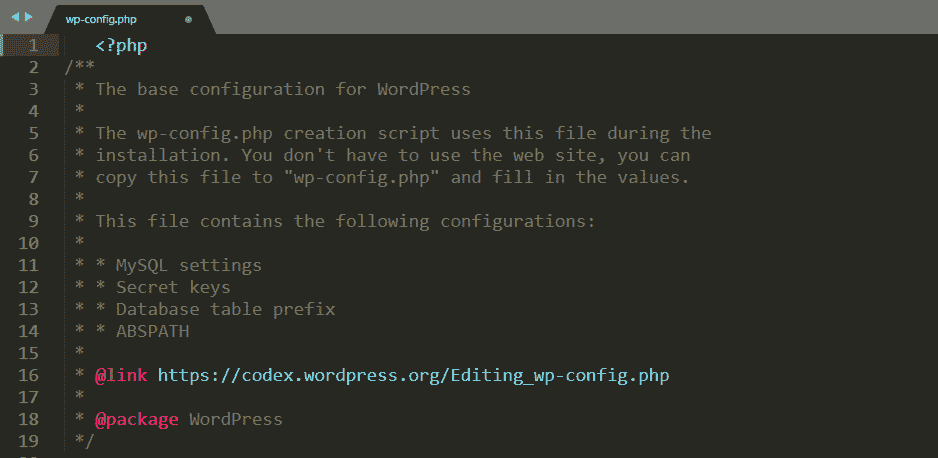 wp-config.php
1 <?php
2 /**
3 * The base configuration for WordPress
4 *
5 * The wp-config.php creation script uses this file during the
6 * installation. You don't have to use the web site, you can
7 * copy this file to "wp-config.php" and fill in the values.
8 *
9 * This file contains the following configurations:
10 *
11 * * MySQL settings
12 * * Secret keys
13 * * Database table prefix
14 * * ABSPATH
15 *
16 * @link https://codex.wordpress.org/Editing_wp-config.php
17 *
18 * @package WordPress
19 */